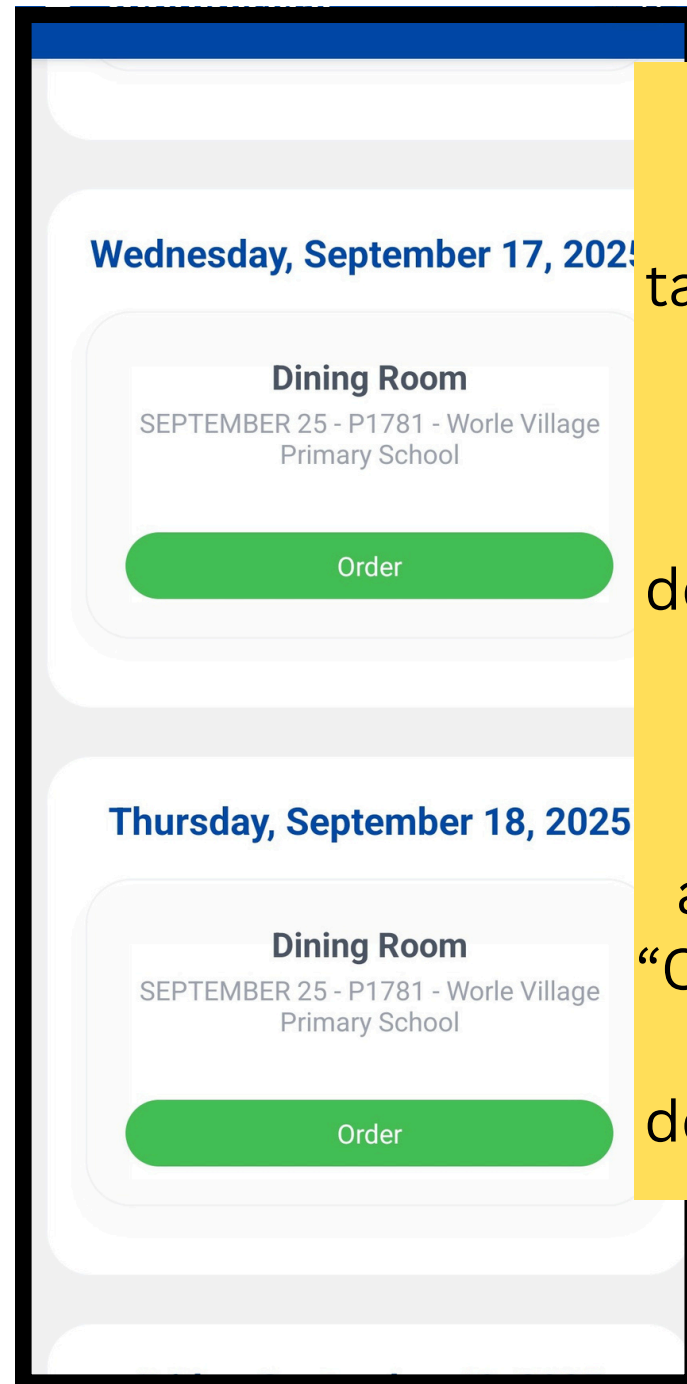 Wednesday, September 17, 202
Dining Room
SEPTEMBER 25 - P1781 - Worle Village
Primary School
Order
Thursday, September 18, 2025
Dining Room
SEPTEMBER 25 - P1781 - Worle Village
Primary School
Order